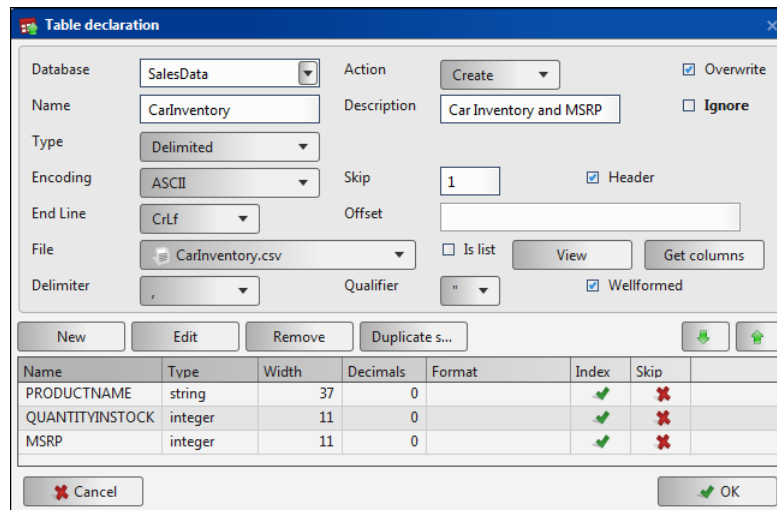 Table declaration
Database SalesData Action Create Overwrite
Name CarInventory Description Car Inventory and MSRP Ignore
Type Delimited
Encoding ASCII Skip 1 Header
End Line CrLf Offset
File CarInventory.csv Is list View Get columns
Delimiter , Qualifier " Wellformed
New Edit Remove Duplicate s...
Name Type Width Decimals Format Index Skip
PRODUCTNAME string 37 0
QUANTITYINSTOCK integer 11 0
MSRP integer 11 0
Cancel OK